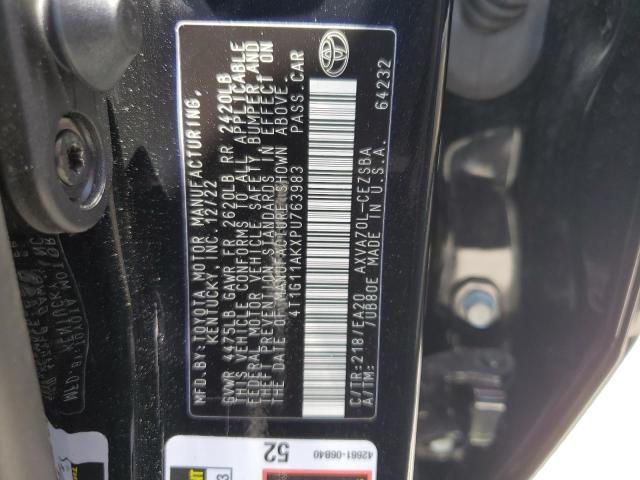 MFD. BY: TOYOTA MOTOR MANUFACTURING,
KENTUCKY, INC. 12/22
GVWR 4475LB GAWR FR 2620LB RR 2420LB
THIS VEHICLE CONFORMS TO ALL APPLICABLE
FEDERAL MOTOR VEHICLE SAFETY, BUMPER, AND
THEFT PREVENTION STANDARDS IN EFFECT ON
THE DATE OF MANUFACTURE SHOWN ABOVE.
4T1G11AKXPU763983 PASS. CAR
C/TR: 218/EA20 AXVA70L-CEZSBA 64232
A/TM: 7UB80E MADE IN U.S.A.
52
42661-06B40